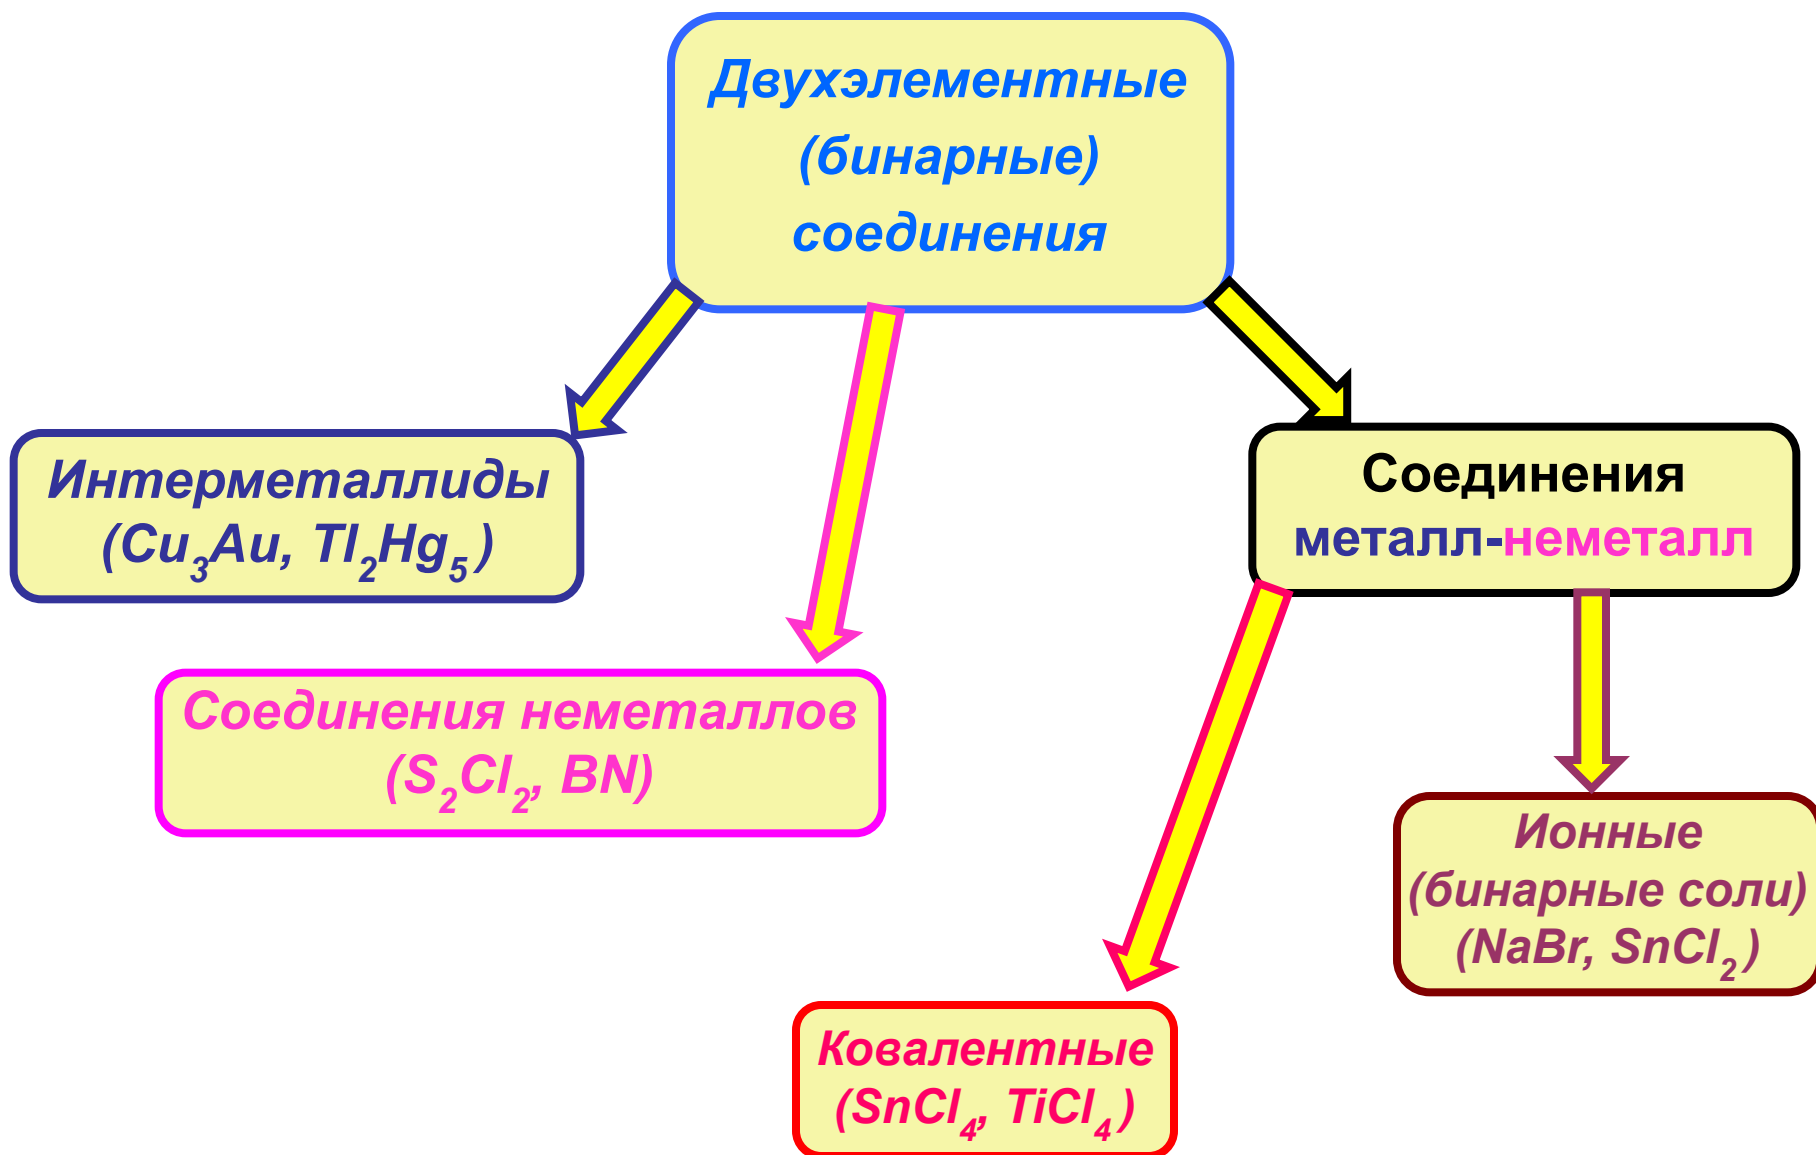 Двухэлементные
(бинарные)
соединения
Интерметаллиды
(Cu₃Au, Tl₂Hg₅)
Соединения
металл-неметалл
Соединения неметаллов
(S₂Cl₂, BN)
Ионные
(бинарные соли)
(NaBr, SnCl₂)
Ковалентные
(SnCl₄, TiCl₄)